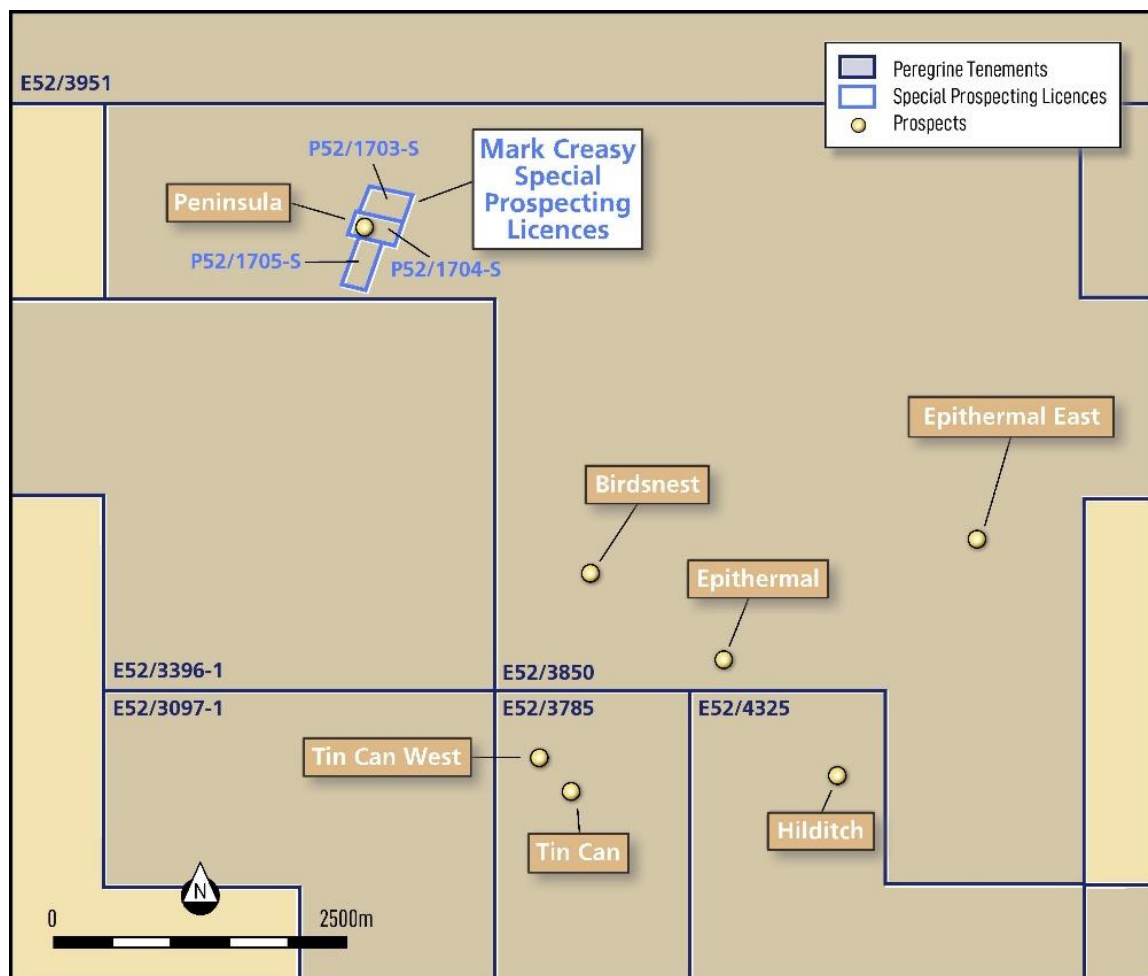 E52/3951
Peregrine Tenements
Special Prospecting Licences
Prospects
P52/1703-S
Mark Creasy
Special
Prospecting
Licences
Peninsula
P52/1705-S
P52/1704-S
Epithermal East
Birdsnest
Epithermal
E52/3396-1
E52/3850
E52/3097-1
E52/3785
E52/4325
Tin Can West
Tin Can
Hilditch
N
0
2500m